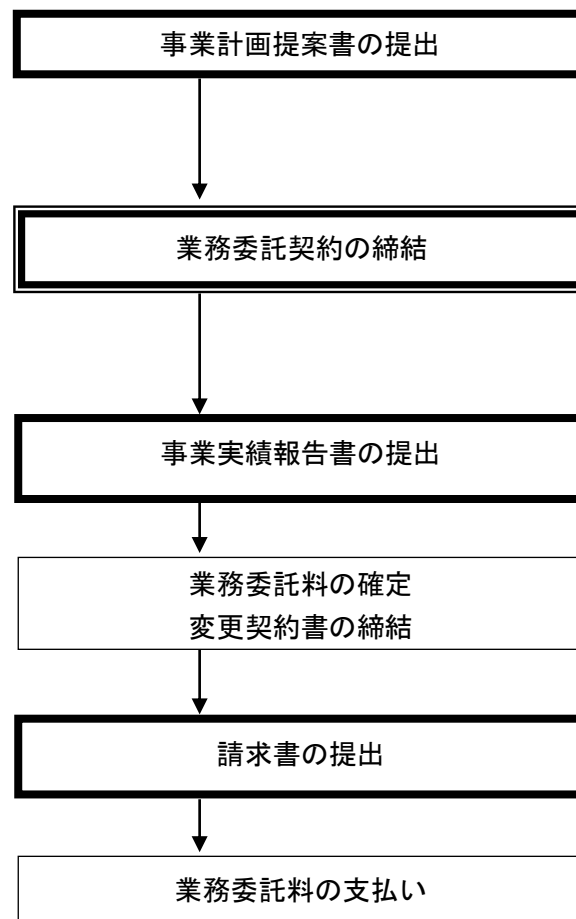 事業計画提案書の提出
業務委託契約の締結
事業実績報告書の提出
業務委託料の確定
変更契約書の締結
請求書の提出
業務委託料の支払い